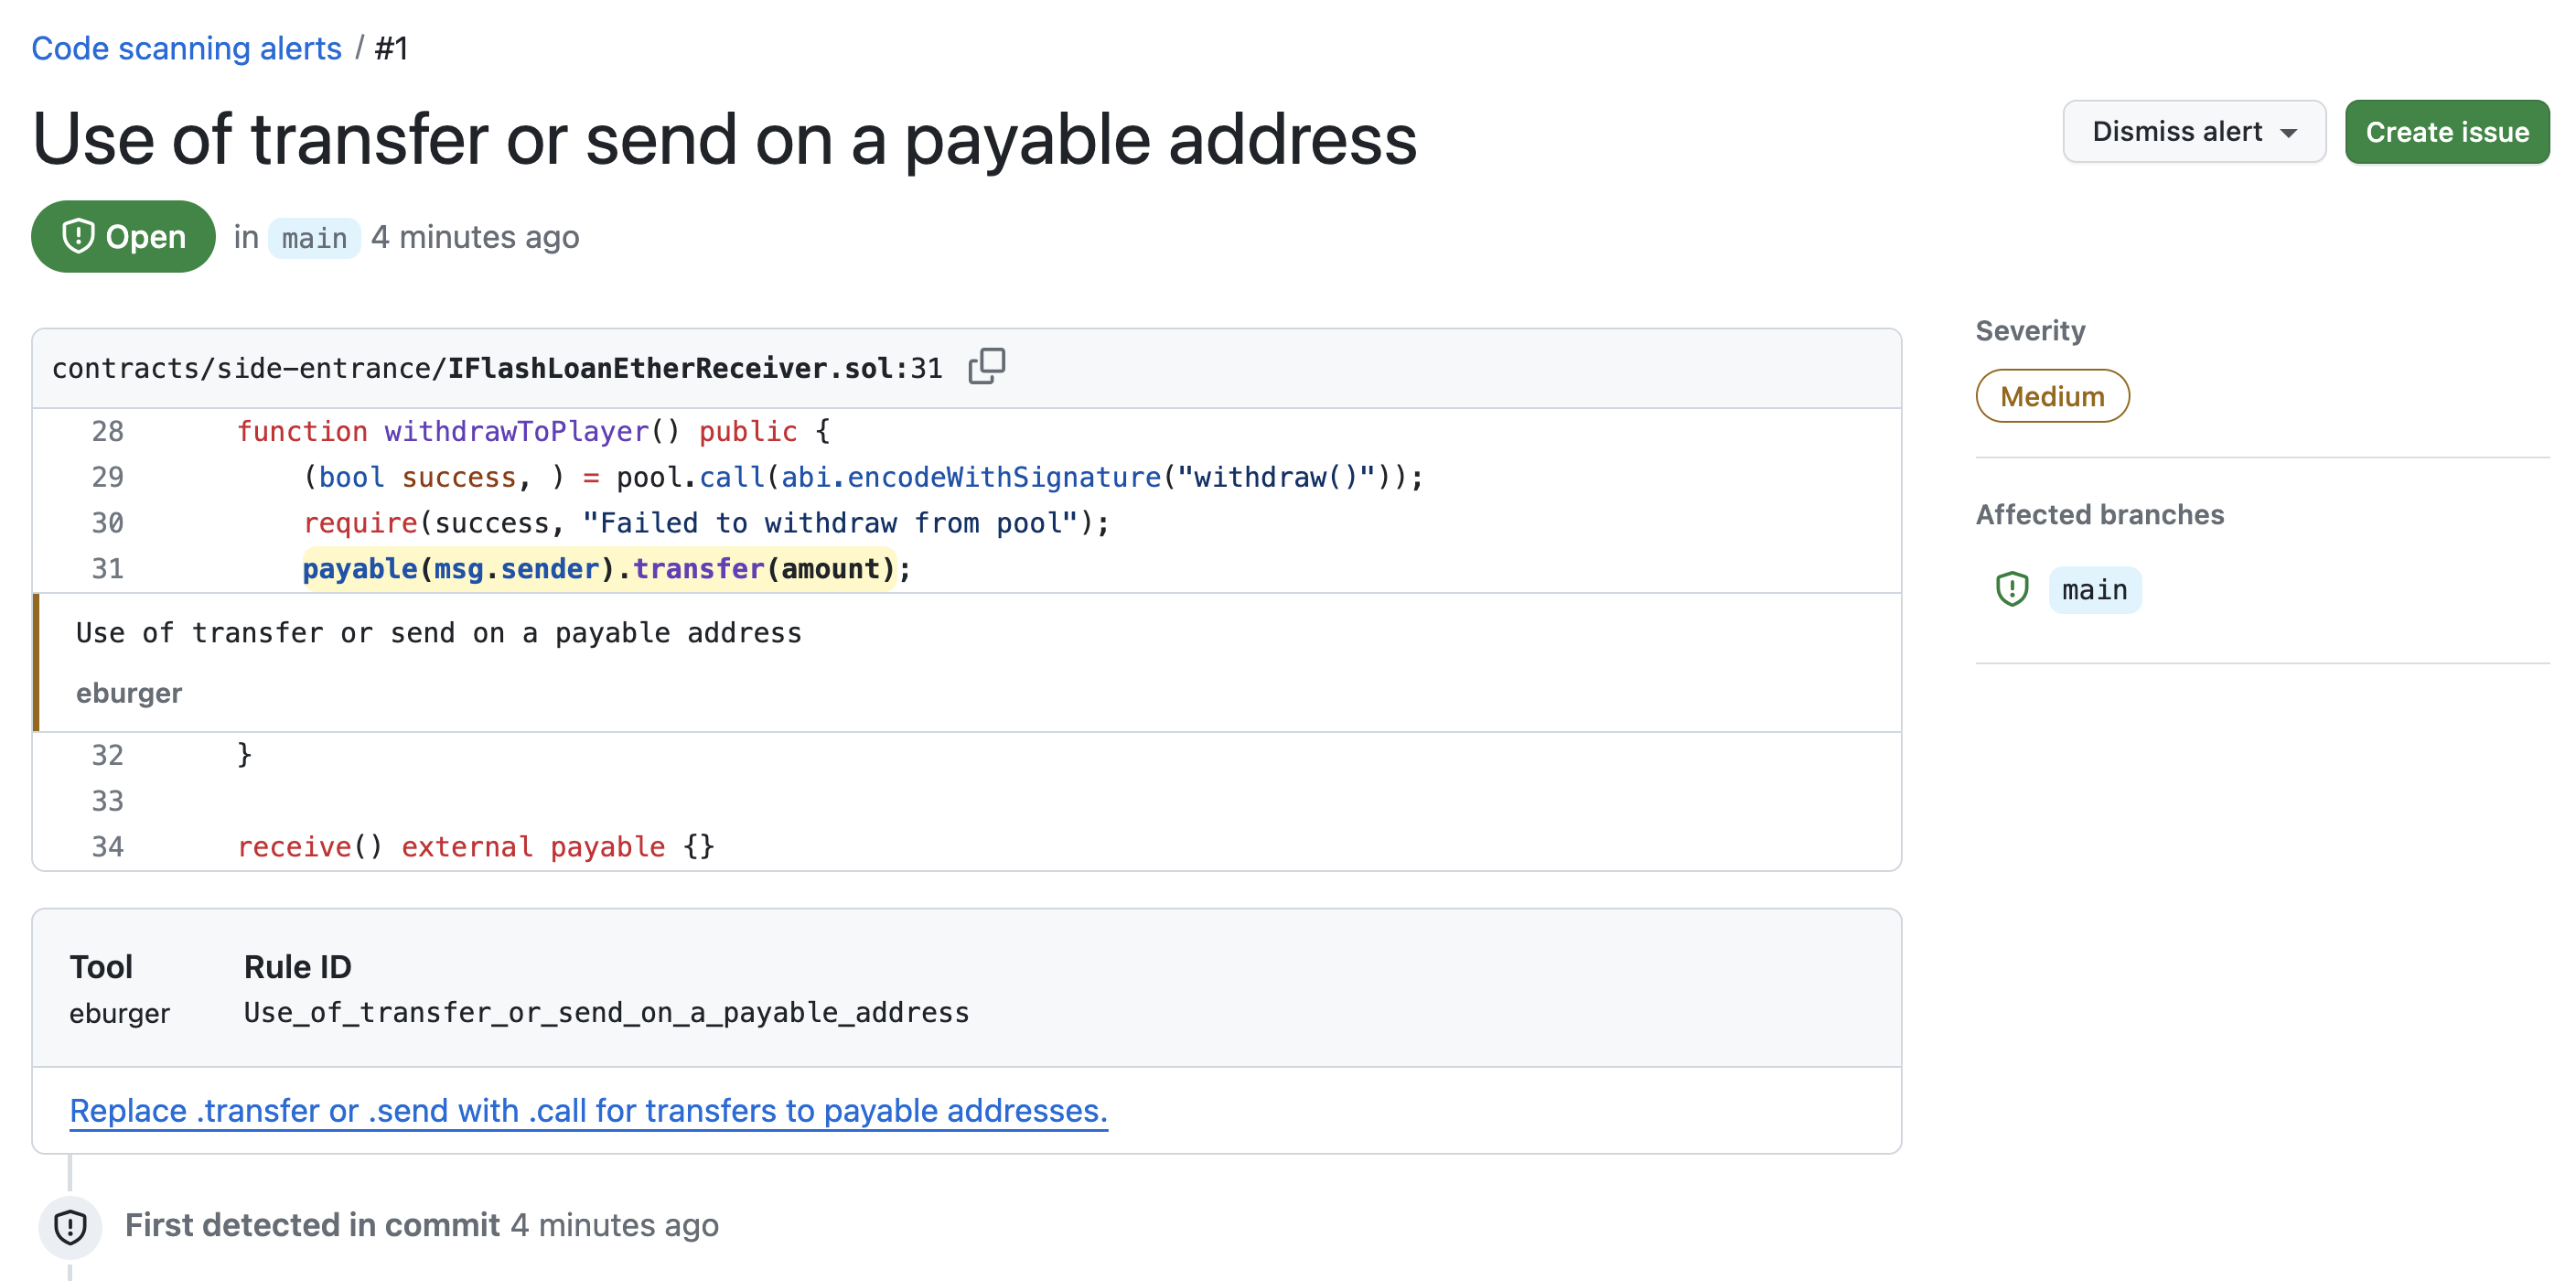 Code scanning alerts / #1
Use of transfer or send on a payable address
Dismiss alert
Create issue
Open in main 4 minutes ago
contracts/side-entrance/IFlashLoanEtherReceiver.sol:31
28 function withdrawToPlayer() public {
29 (bool success, ) = pool.call(abi.encodeWithSignature("withdraw()"));
30 require(success, "Failed to withdraw from pool");
31 payable(msg.sender).transfer(amount);
Use of transfer or send on a payable address
eburger
32 }
33
34 receive() external payable {}
Severity
Medium
Affected branches
main
Tool Rule ID
eburger Use_of_transfer_or_send_on_a_payable_address
Replace .transfer or .send with .call for transfers to payable addresses.
First detected in commit 4 minutes ago